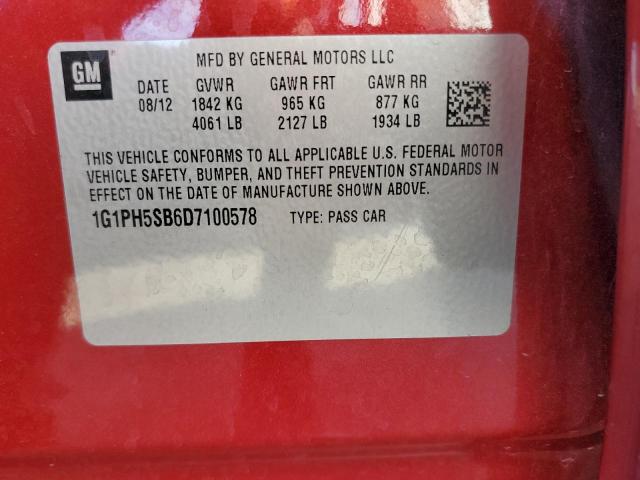 GM
MFD BY GENERAL MOTORS LLC
DATE GVWR GAWR FRT GAWR RR
08/12 1842 KG 965 KG 877 KG
4061 LB 2127 LB 1934 LB
THIS VEHICLE CONFORMS TO ALL APPLICABLE U.S. FEDERAL MOTOR
VEHICLE SAFETY, BUMPER, AND THEFT PREVENTION STANDARDS IN
EFFECT ON THE DATE OF MANUFACTURE SHOWN ABOVE.
1G1PH5SB6D7100578 TYPE: PASS CAR